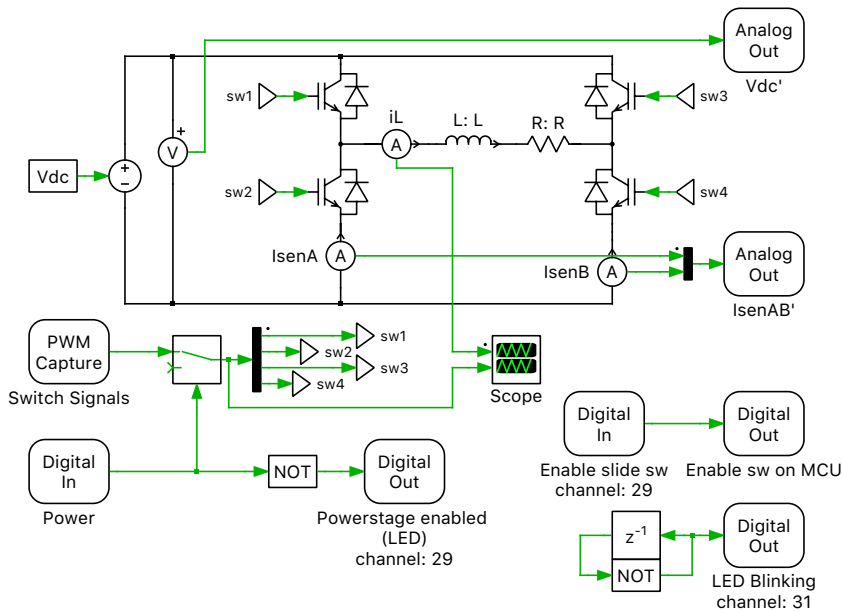 Analog
Out
Vdc'
sw1
sw3
iL
L: L
R: R
A
+
V
Vdc
+
−
sw2
sw4
IsenA
A
IsenB
A
Analog
Out
IsenAB'
PWM
Capture
Switch Signals
sw1
sw2
sw3
sw4
Scope
Digital
In
Enable slide sw
channel: 29
Digital
Out
Enable sw on MCU
Digital
In
Power
NOT
Digital
Out
Powerstage enabled
(LED)
channel: 29
z-1
NOT
Digital
Out
LED Blinking
channel: 31